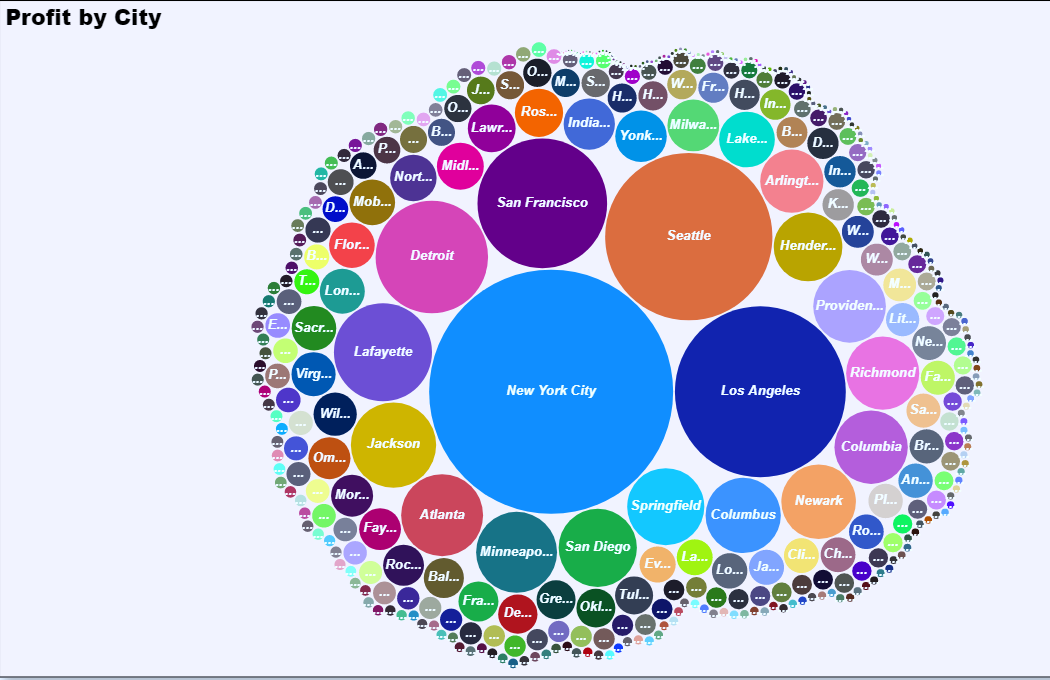 Profit by City
O...
M...
S...
O...
J...
S...
H...
H...
W...
Fr...
H...
In...
Ros...
India...
Yonk...
Milwa...
Lake...
B...
D...
Lawr...
B...
P...
A...
Midl...
Nort...
Arlingt...
In...
K...
San Francisco
D...
Mob...
Seattle
W...
Flor...
Detroit
Hender...
W...
B...
T...
Lon...
Providen...
M...
Lit...
E...
Sacr...
Lafayette
Ne...
P...
Virg...
Richmond
Fa...
New York City
Los Angeles
Wil...
Sa...
Jackson
Columbia
Br...
Om...
An...
Mor...
Atlanta
Springfield
Columbus
Newark
Pl...
Fay...
Ro...
Minneapo...
San Diego
Roc...
Ev...
La...
Lo...
Ja...
Cli...
Ch...
Bal...
Fra...
De...
Gre...
Okl...
Tul...